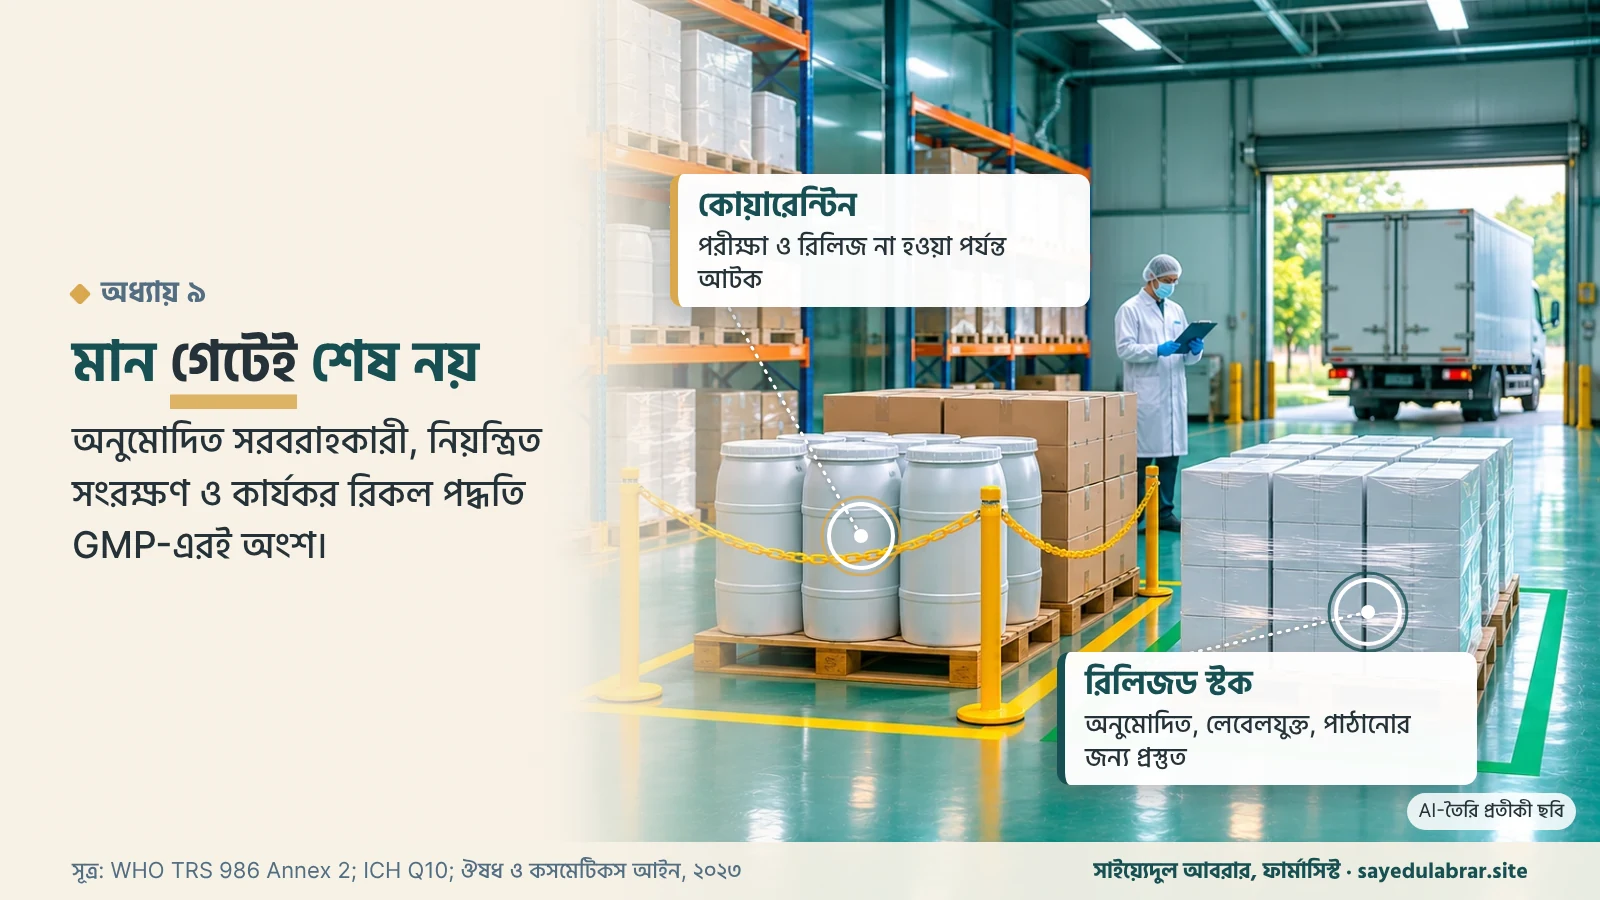 অধ্যায় ৯
মান গেটেই শেষ নয়
অনুমোদিত সরবরাহকারী, নিয়ন্ত্রিত
সংরক্ষণ ও কার্যকর রিকল পদ্ধতি
GMP-এরই অংশ।
কোয়ারেন্টিন
পরীক্ষা ও রিলিজ না হওয়া পর্যন্ত
আটক
রিলিজড স্টক
অনুমোদিত, লেবেলযুক্ত, পাঠানোর
জন্য প্রস্তুত
AI-তৈরি প্রতীকী ছবি
সূত্র: WHO TRS 986 Annex 2; ICH Q10; ঔষধ ও কসমেটিকস আইন, ২০২৩
সাইয়্যেদুল আবরার, ফার্মাসিস্ট · sayedulabrar.site